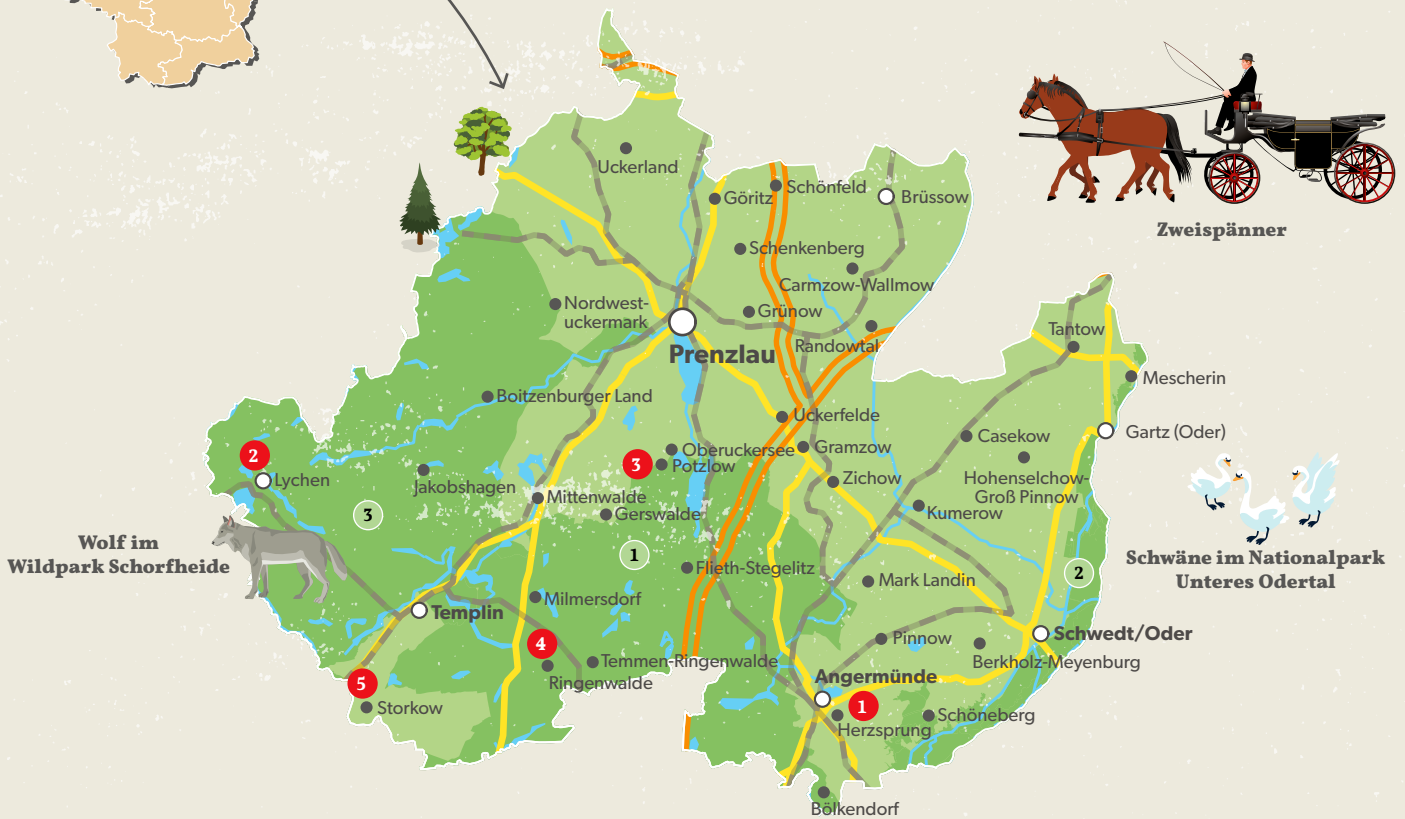 Uckerland
Göritz
Schönfeld
Brüssow
Zweispänner
Schenkenberg
Carmzow-Wallmow
Nordwest-
uckermark
Grünow
Prenzlau
Randowtal
Tantow
Mescherin
Boitzenburger Land
Uckerfelde
Gartz (Oder)
Casekow
2
Lychen
3
Oberuckersee
Potzlow
Gramzow
Zichow
Hohenselchow-
Groß Pinnow
Jakobshagen
Mittenwalde
Gerswalde
Kumerow
3
1
Wolf im
Wildpark Schorfheide
Schwäne im Nationalpark
Unteres Odertal
Flieth-Stegelitz
Mark Landin
2
Templin
Milmersdorf
Pinnow
Schwedt/Oder
Berkholz-Meyenburg
4
Ringenwalde
Temmen-Ringenwalde
Angermünde
5
Storkow
1
Herzsprung
Schöneberg
Bölkendorf